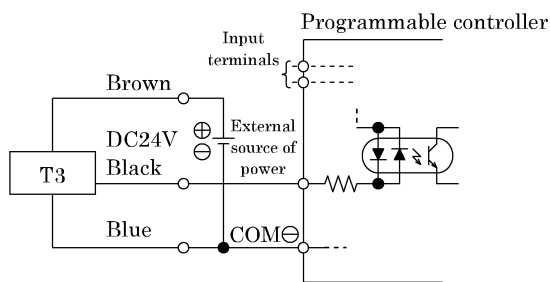 Programmable controller
Input
terminals
Brown
DC24V
⊕
⊖
External
source of
power
T3
Black
Blue
COM⊖